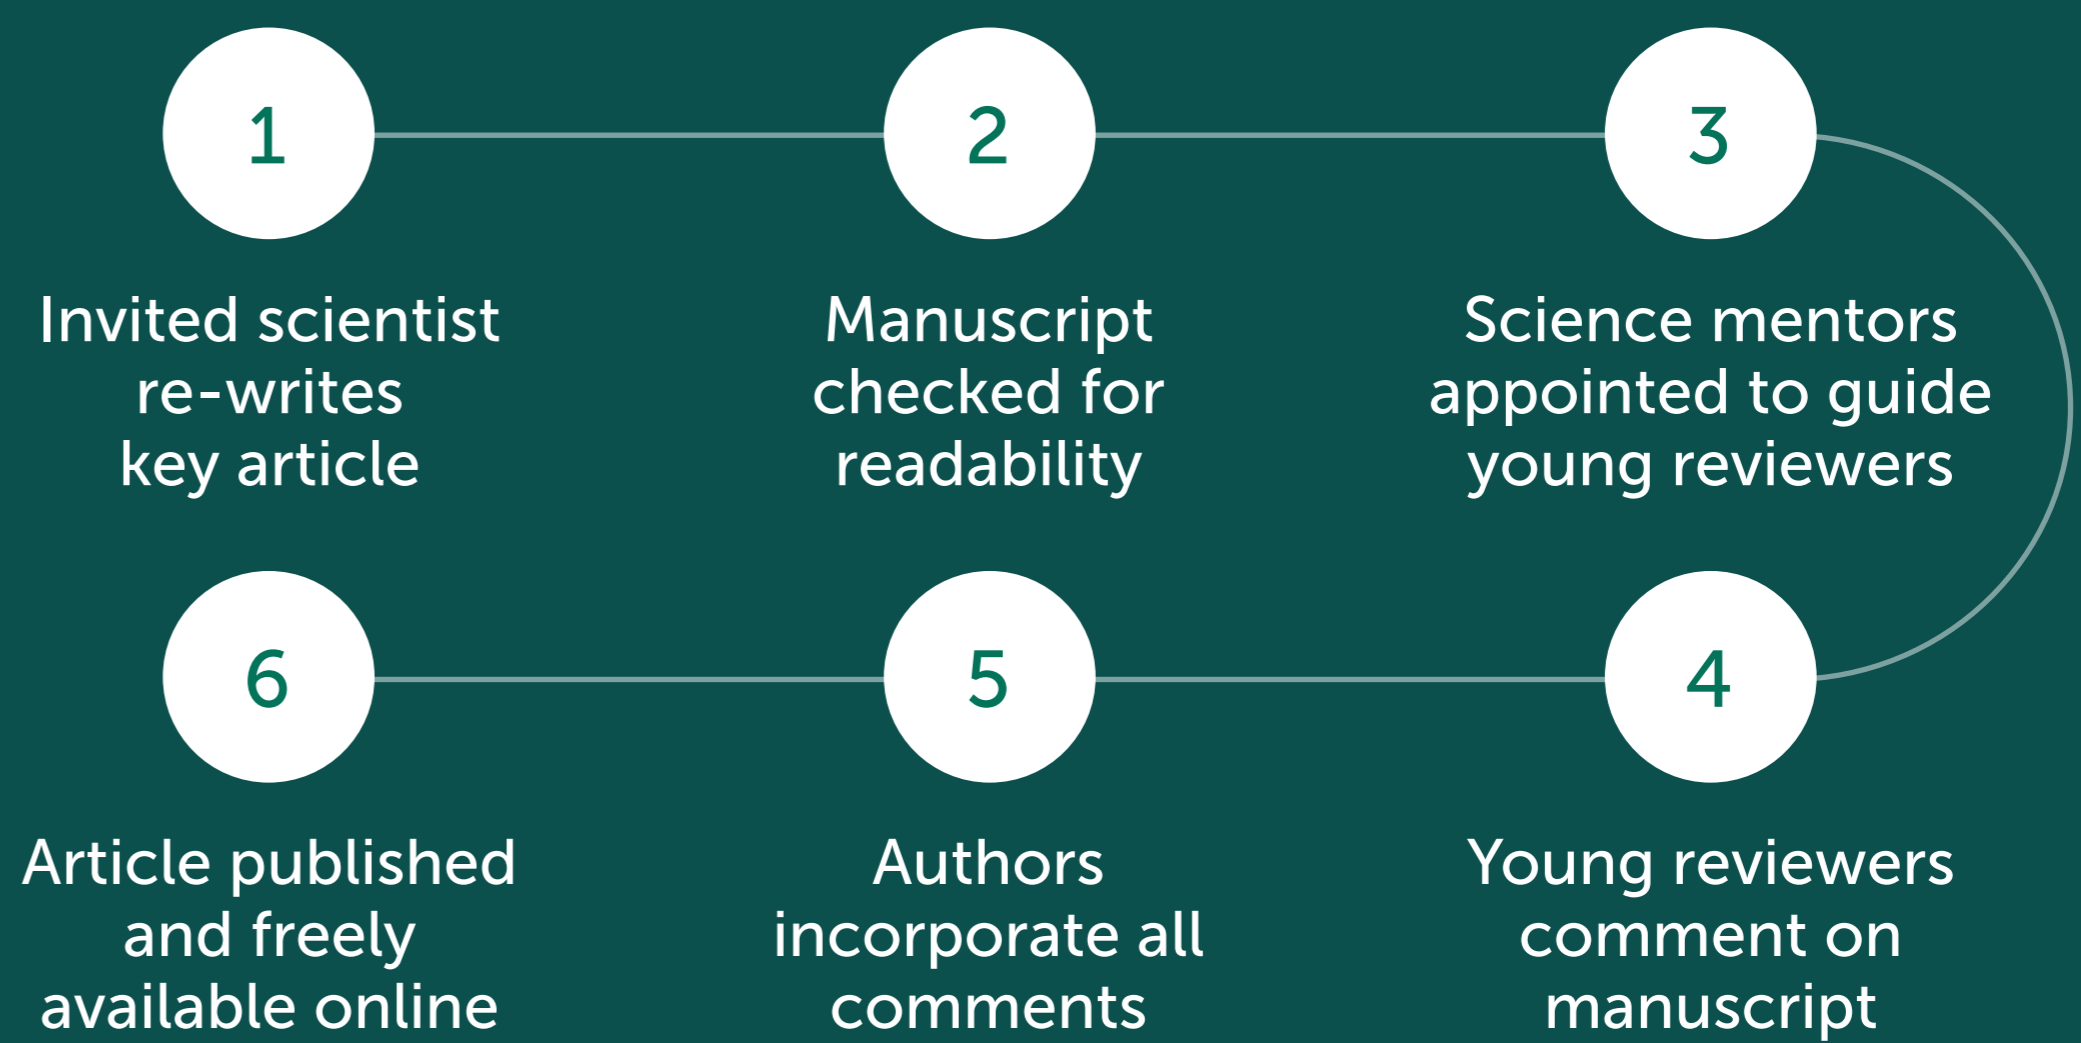 1
Invited scientist
re-writes
key article
2
Manuscript
checked for
readability
3
Science mentors
appointed to guide
young reviewers
4
Young reviewers
comment on
manuscript
5
Authors
incorporate all
comments
6
Article published
and freely
available online